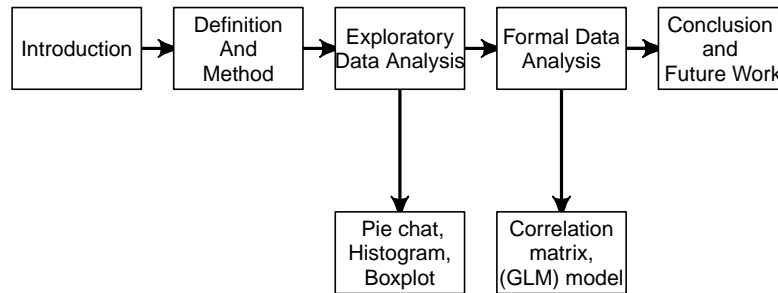 Introduction
Definition
And
Method
Exploratory
Data Analysis
Formal Data
Analysis
Conclusion
and
Future Work
Pie chat,
Histogram,
Boxplot
Correlation
matrix,
(GLM) model